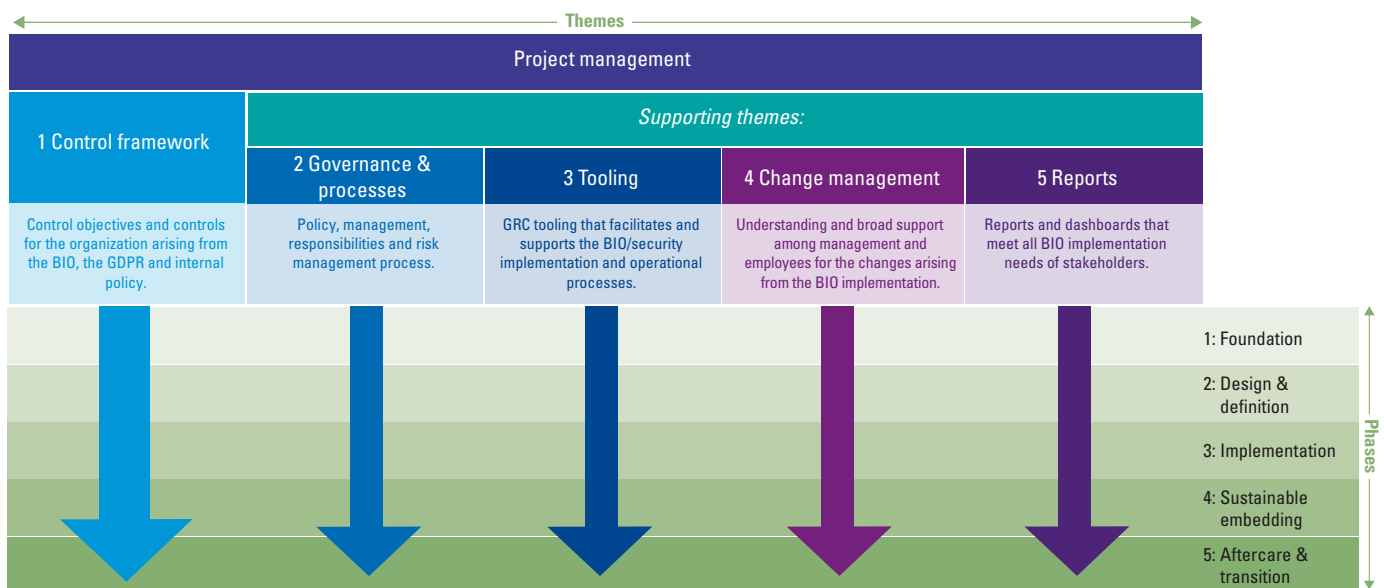 Themes
Project management
1 Control framework
Supporting themes:
2 Governance &
processes
3 Tooling
4 Change management
5 Reports
Control objectives and controls
for the organization arising from
the BIO, the GDPR and internal
policy.
Policy, management,
responsibilities and risk
management process.
GRC tooling that facilitates and
supports the BIO/security
implementation and operational
processes.
Understanding and broad support
among management and
employees for the changes arising
from the BIO implementation.
Reports and dashboards that
meet all BIO implementation
needs of stakeholders.
1: Foundation
2: Design &
definition
3: Implementation
4: Sustainable
embedding
5: Aftercare &
transition
Phases